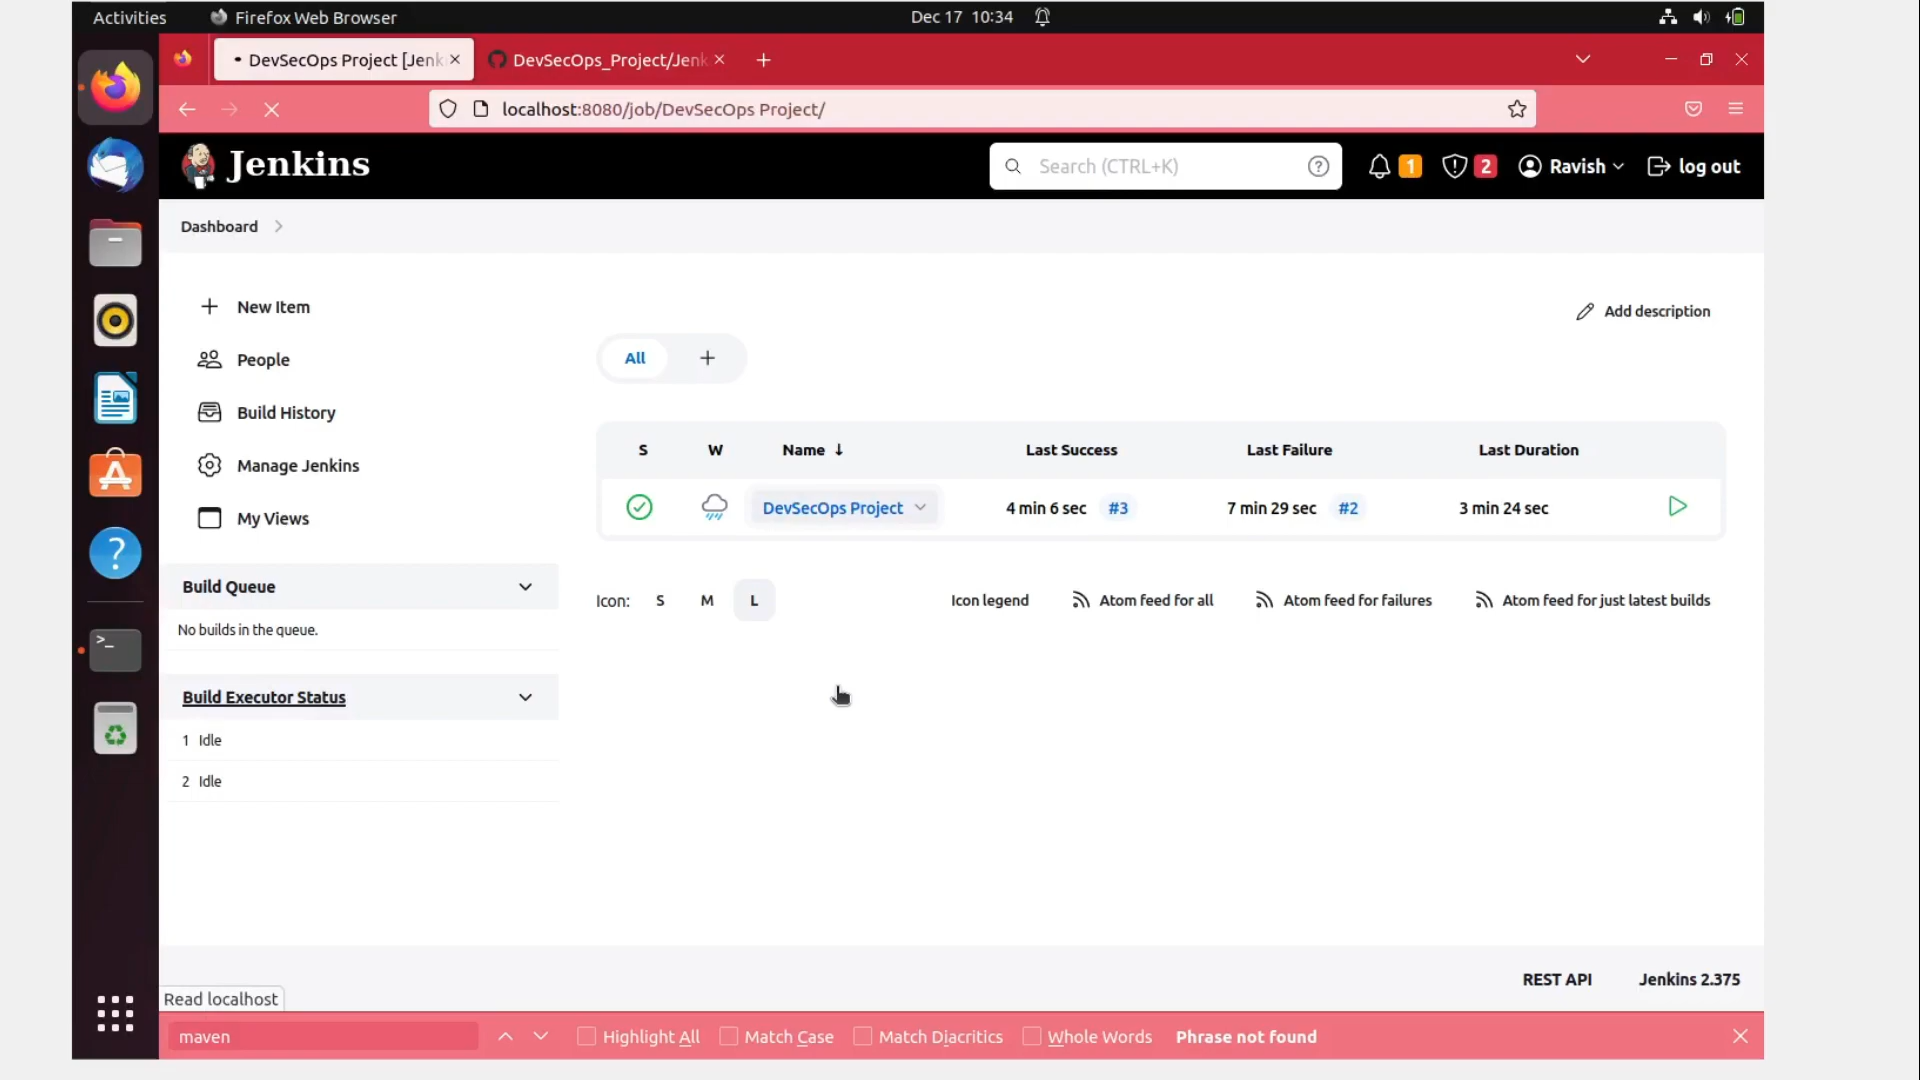 Activities Firefox Web Browser Dec 17 10:34
DevSecOps Project [Jenk DevSecOps_Project/Jenk
localhost:8080/job/DevSecOps Project/
Jenkins Search (CTRL+K) 1 2 Ravish log out
Dashboard
New Item
Add description
People
All +
Build History
Manage Jenkins
My Views
S W Name ↓ Last Success Last Failure Last Duration
DevSecOps Project 4 min 6 sec #3 7 min 29 sec #2 3 min 24 sec
Build Queue
No builds in the queue.
Icon: S M L Icon legend Atom feed for all Atom feed for failures Atom feed for just latest builds
Build Executor Status
1 Idle
2 Idle
REST API Jenkins 2.375
Read localhost
maven Highlight All Match Case Match Diacritics Whole Words Phrase not found